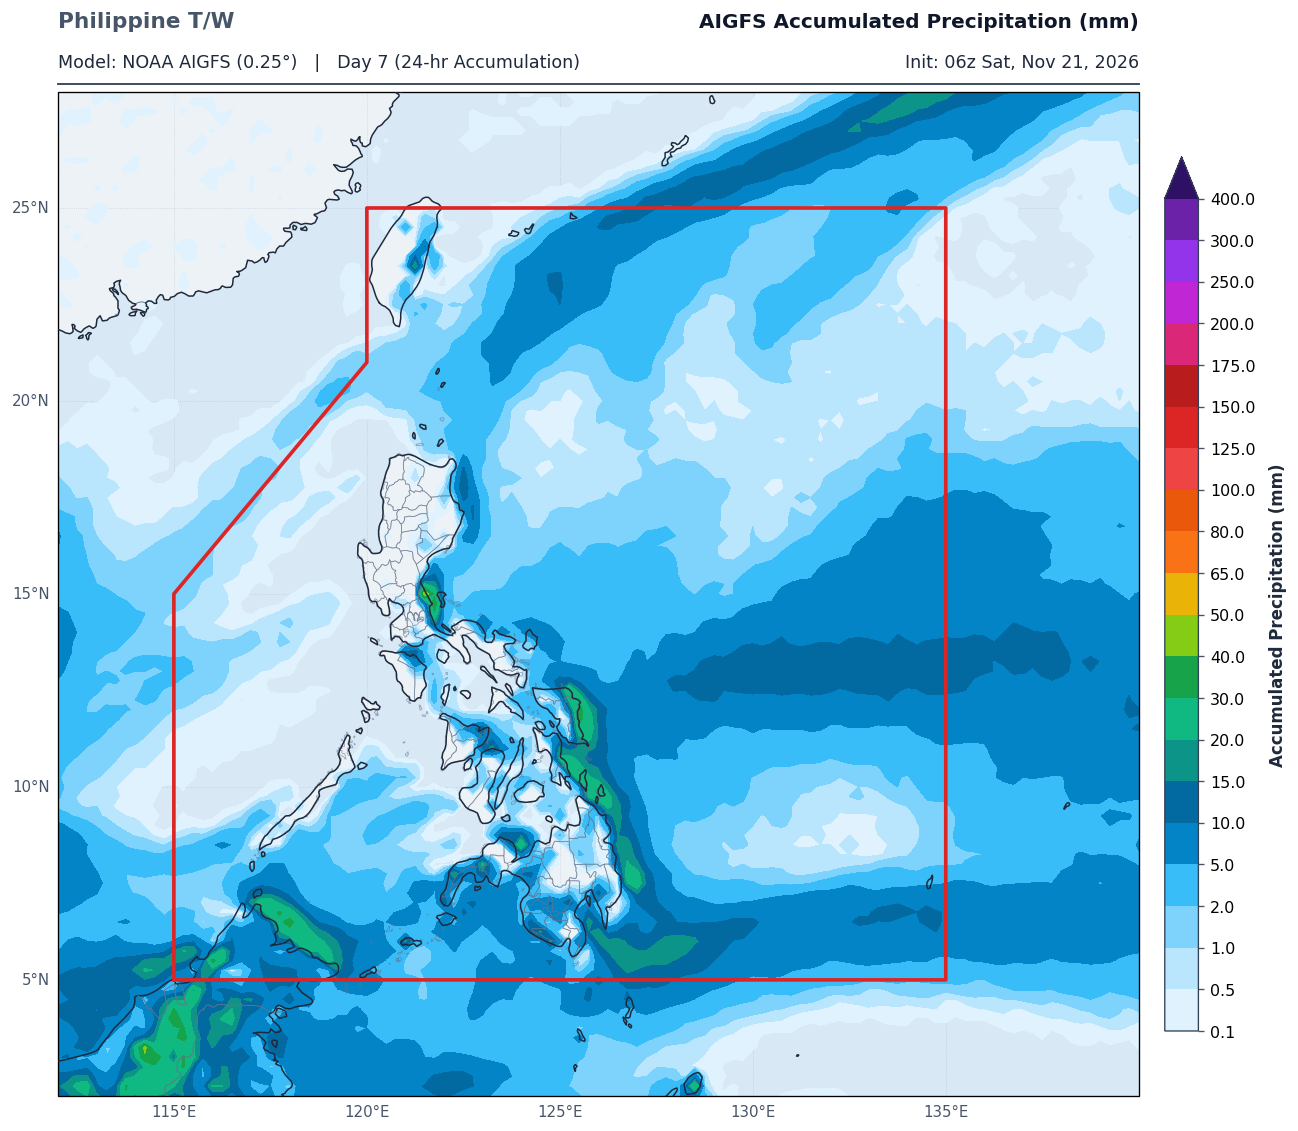 Philippine T/W
AIGFS Accumulated Precipitation (mm)
Model: NOAA AIGFS (0.25°)   |   Day 7 (24-hr Accumulation)
Init: 06z Sat, Nov 21, 2026
25°N
20°N
15°N
10°N
5°N
115°E
120°E
125°E
130°E
135°E
400.0
300.0
250.0
200.0
175.0
150.0
125.0
100.0
80.0
65.0
50.0
40.0
30.0
20.0
15.0
10.0
5.0
2.0
1.0
0.5
0.1
Accumulated Precipitation (mm)